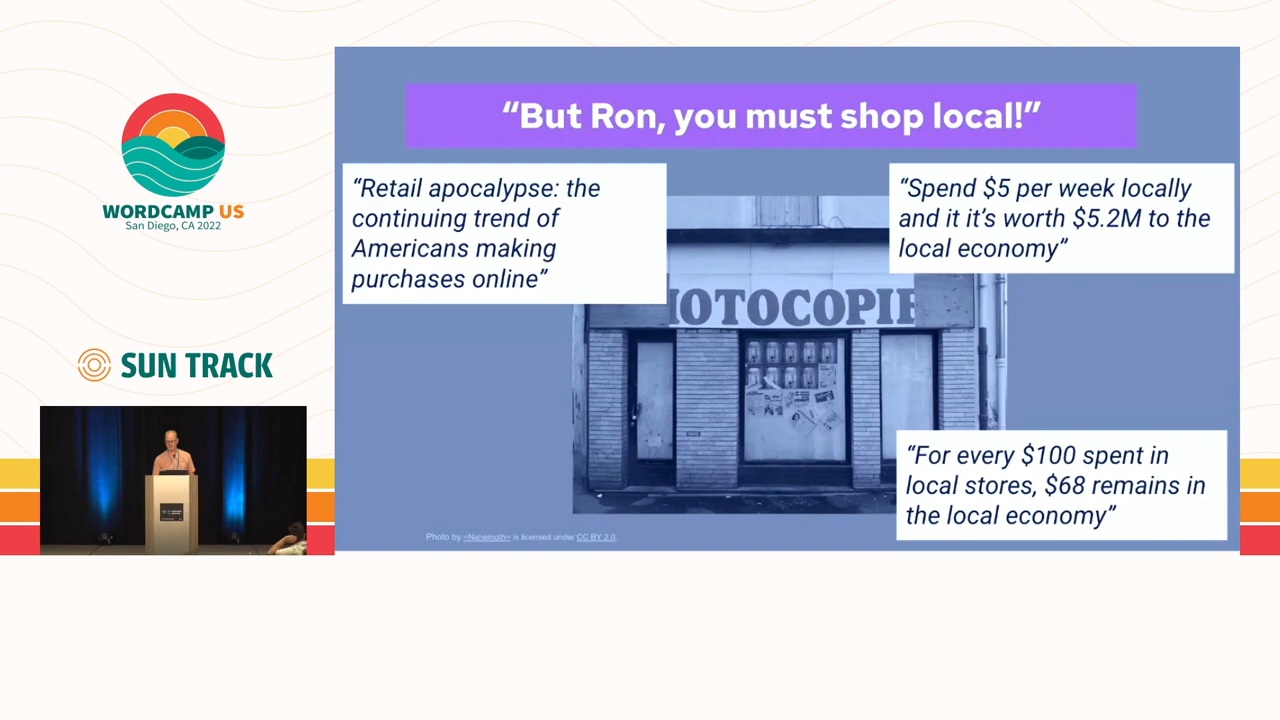 WORDCAMP US
San Diego, CA 2022
SUN TRACK
“But Ron, you must shop local!”
“Retail apocalypse: the
continuing trend of
Americans making
purchases online”
“Spend $5 per week locally
and it it’s worth $5.2M to the
local economy”
HOTOCOPIE
“For every $100 spent in
local stores, $68 remains in
the local economy”
Photo by =Nahemoth= is licensed under CC BY 2.0.